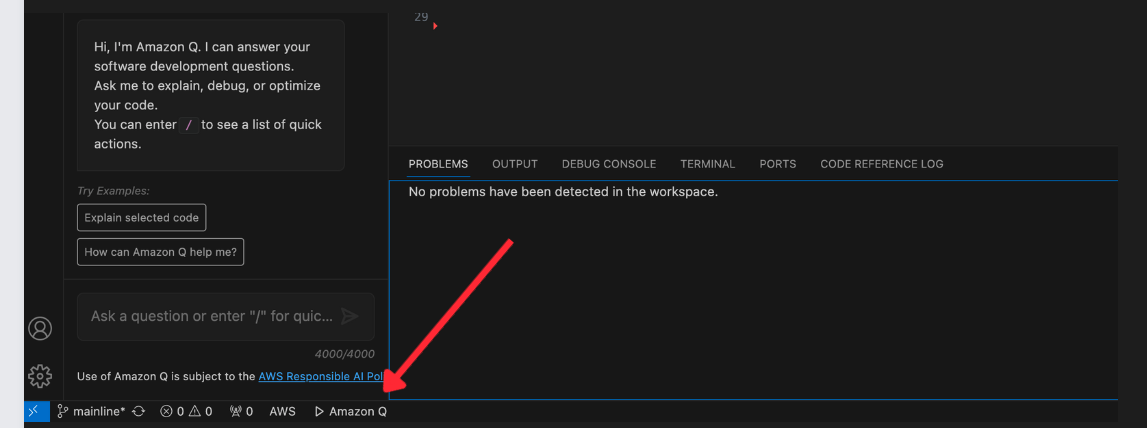 Hi, I'm Amazon Q. I can answer your
software development questions.
Ask me to explain, debug, or optimize
your code.
You can enter / to see a list of quick
actions.
Try Examples:
Explain selected code
How can Amazon Q help me?
Ask a question or enter "/" for quic...
4000/4000
Use of Amazon Q is subject to the AWS Responsible AI Pol
29
PROBLEMS OUTPUT DEBUG CONSOLE TERMINAL PORTS CODE REFERENCE LOG
No problems have been detected in the workspace.
mainline* 0 0 0 AWS Amazon Q